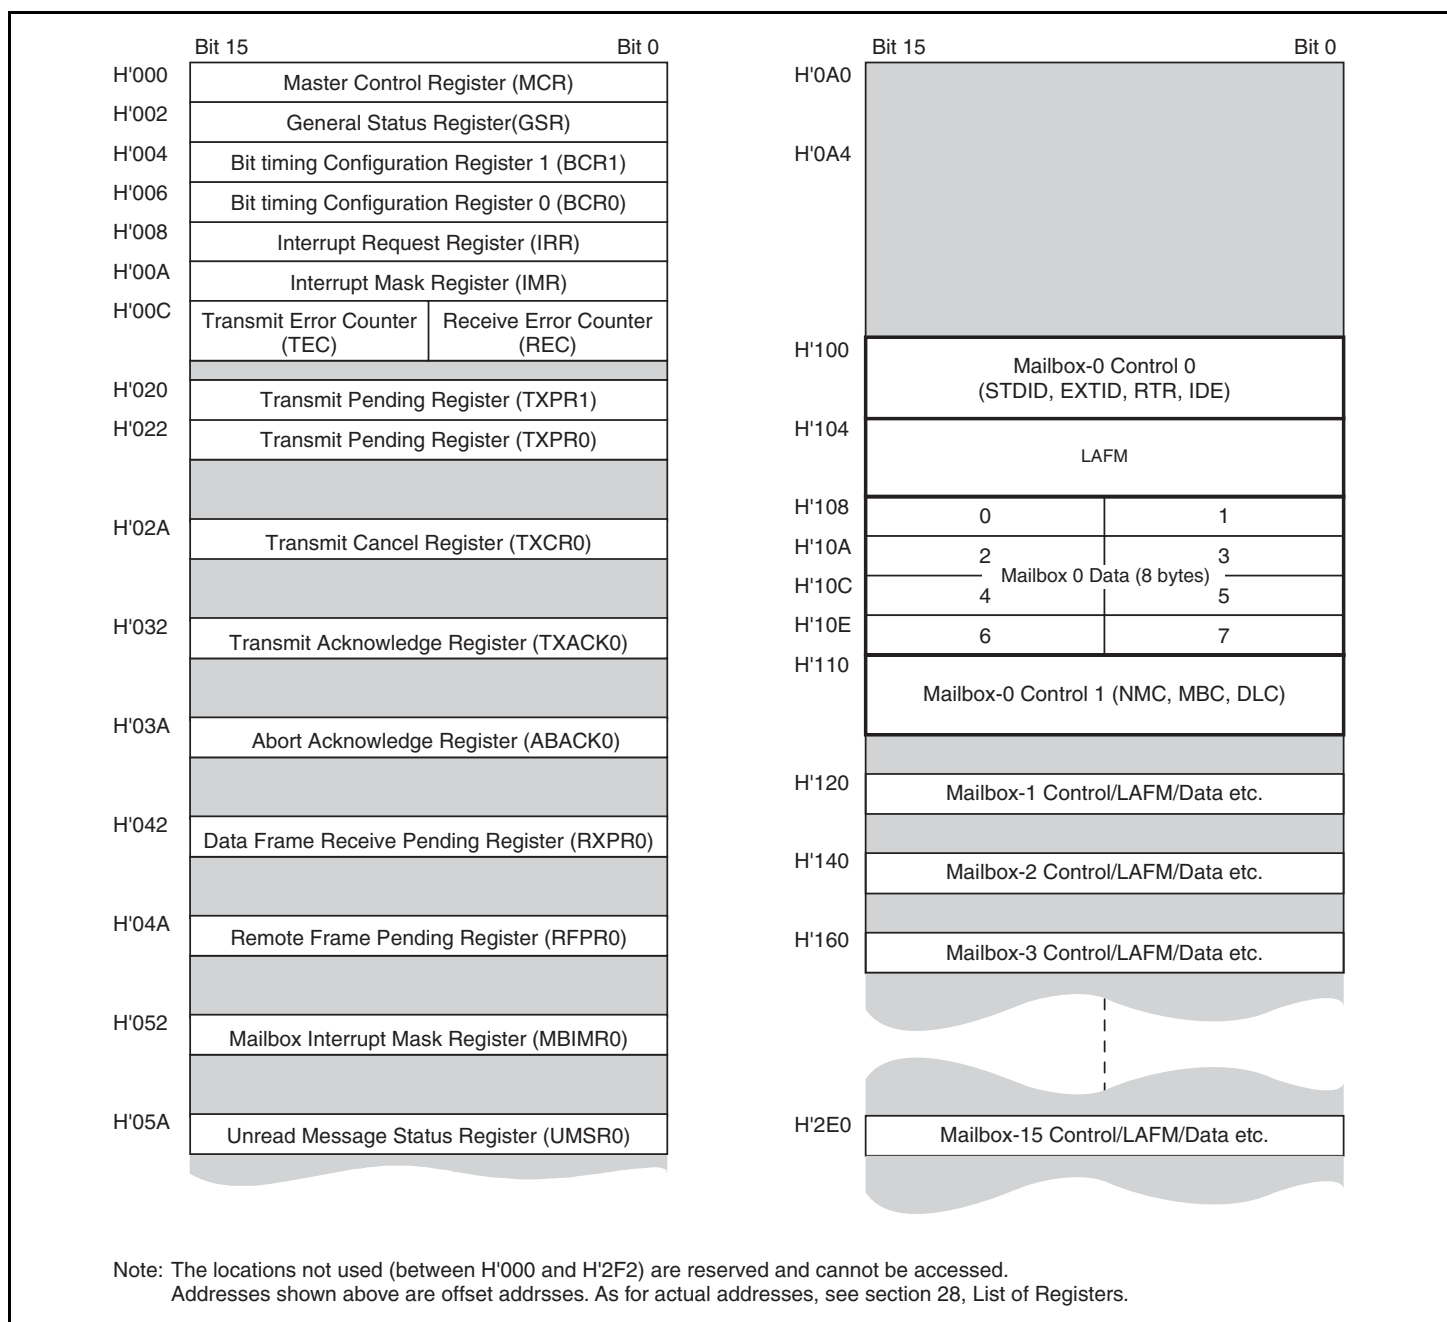 Bit 15 Bit 0
H'000 Master Control Register (MCR)
H'002 General Status Register(GSR)
H'004 Bit timing Configuration Register 1 (BCR1)
H'006 Bit timing Configuration Register 0 (BCR0)
H'008 Interrupt Request Register (IRR)
H'00A Interrupt Mask Register (IMR)
H'00C Transmit Error Counter Receive Error Counter
(TEC) (REC)
H'020 Transmit Pending Register (TXPR1)
H'022 Transmit Pending Register (TXPR0)
H'02A Transmit Cancel Register (TXCR0)
H'032 Transmit Acknowledge Register (TXACK0)
H'03A Abort Acknowledge Register (ABACK0)
H'042 Data Frame Receive Pending Register (RXPR0)
H'04A Remote Frame Pending Register (RFPR0)
H'052 Mailbox Interrupt Mask Register (MBIMR0)
H'05A Unread Message Status Register (UMSR0)
Bit 15 Bit 0
H'0A0
H'0A4
H'100 Mailbox-0 Control 0
(STDID, EXTID, RTR, IDE)
H'104 LAFM
H'108 0 1
H'10A 2 3
Mailbox 0 Data (8 bytes)
H'10C 4 5
H'10E 6 7
H'110 Mailbox-0 Control 1 (NMC, MBC, DLC)
H'120 Mailbox-1 Control/LAFM/Data etc.
H'140 Mailbox-2 Control/LAFM/Data etc.
H'160 Mailbox-3 Control/LAFM/Data etc.
H'2E0 Mailbox-15 Control/LAFM/Data etc.
Note: The locations not used (between H'000 and H'2F2) are reserved and cannot be accessed.
Addresses shown above are offset addrsses. As for actual addresses, see section 28, List of Registers.